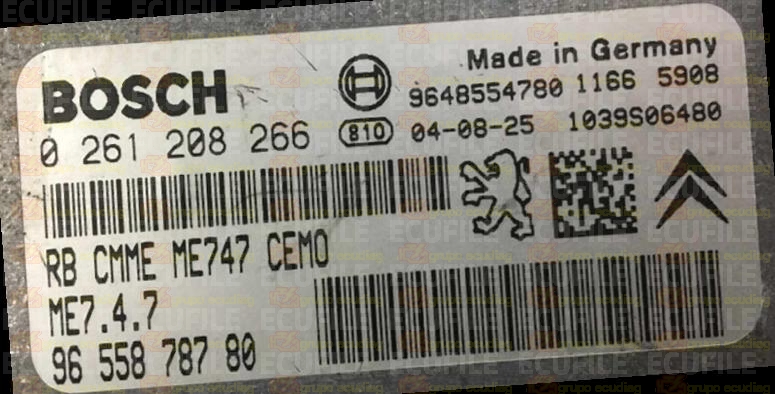 Made in Germany
BOSCH
9648554780 1166 5908
0 261 208 266
810
04-08-25 1039S06480
RB CMME ME747 CEMO
ME7.4.7
96 558 787 80
ECUFILE
grupo ecudiag